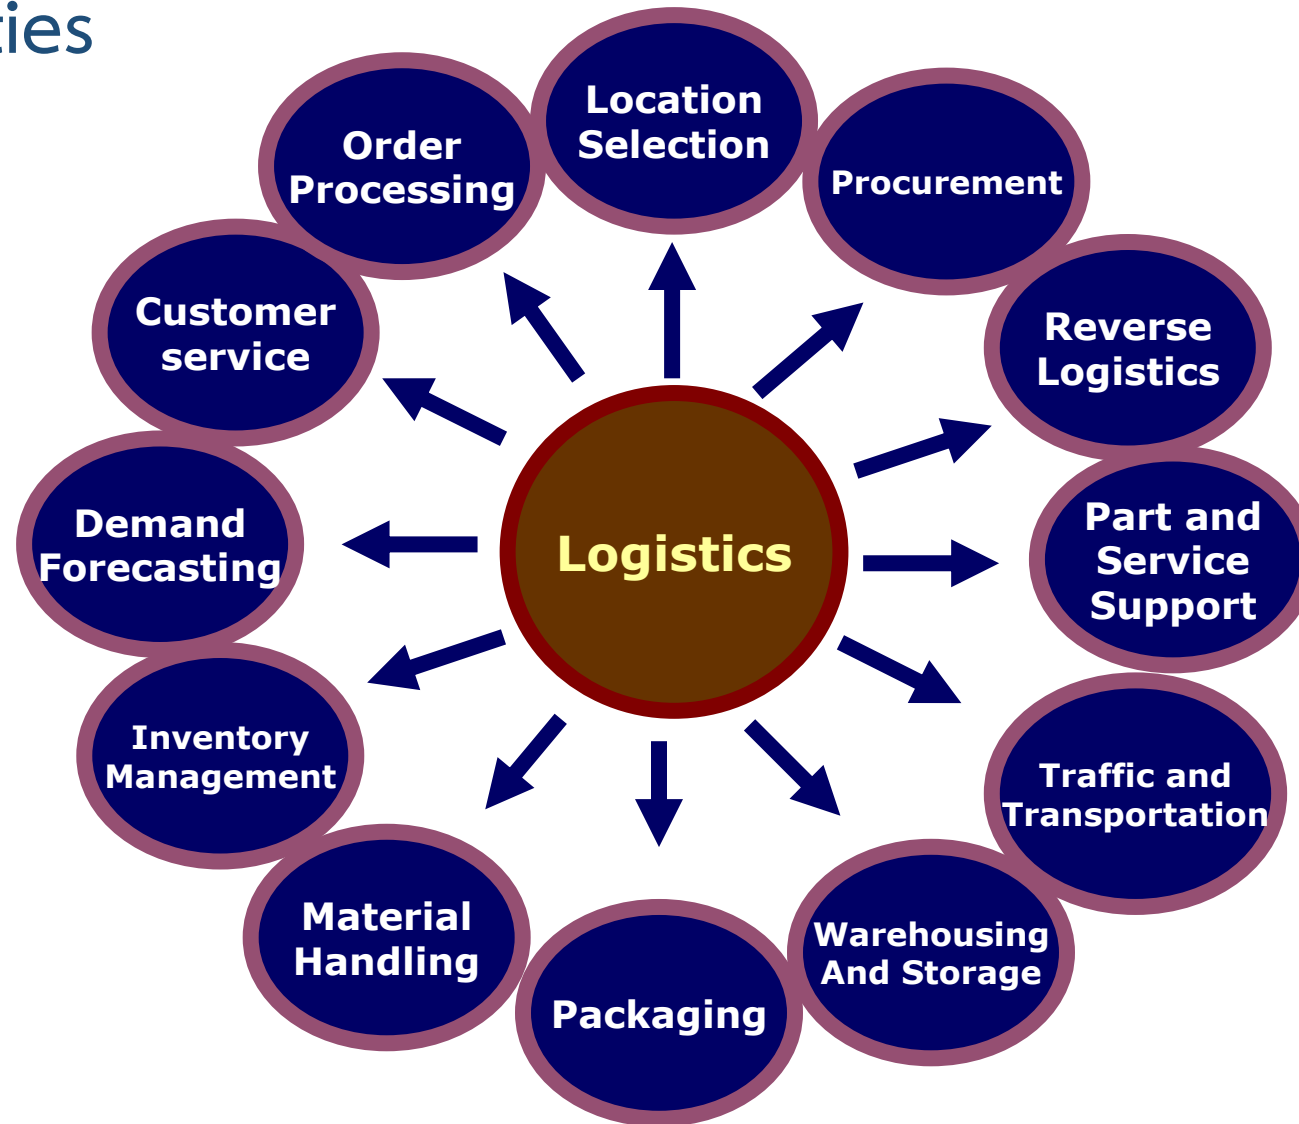 ties
Location
Selection
Order
Processing
Procurement
Customer
service
Reverse
Logistics
Demand
Forecasting
Logistics
Part and
Service
Support
Inventory
Management
Traffic and
Transportation
Material
Handling
Warehousing
And Storage
Packaging